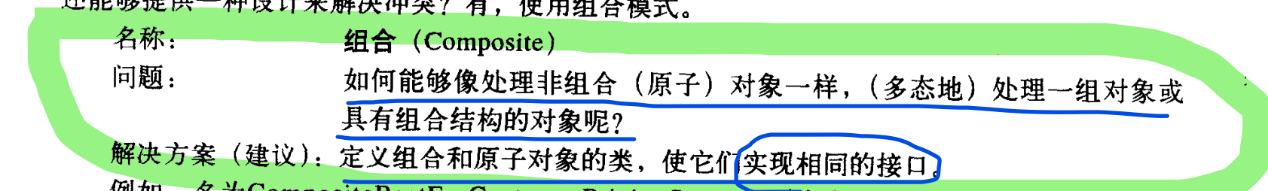 还能够提供一种设计来解决冲突？有，使用组合模式。
名称： 组合（Composite）
问题： 如何能够像处理非组合（原子）对象一样，（多态地）处理一组对象或
具有组合结构的对象呢？
解决方案（建议）：定义组合和原子对象的类，使它们实现相同的接口。
例如，名为